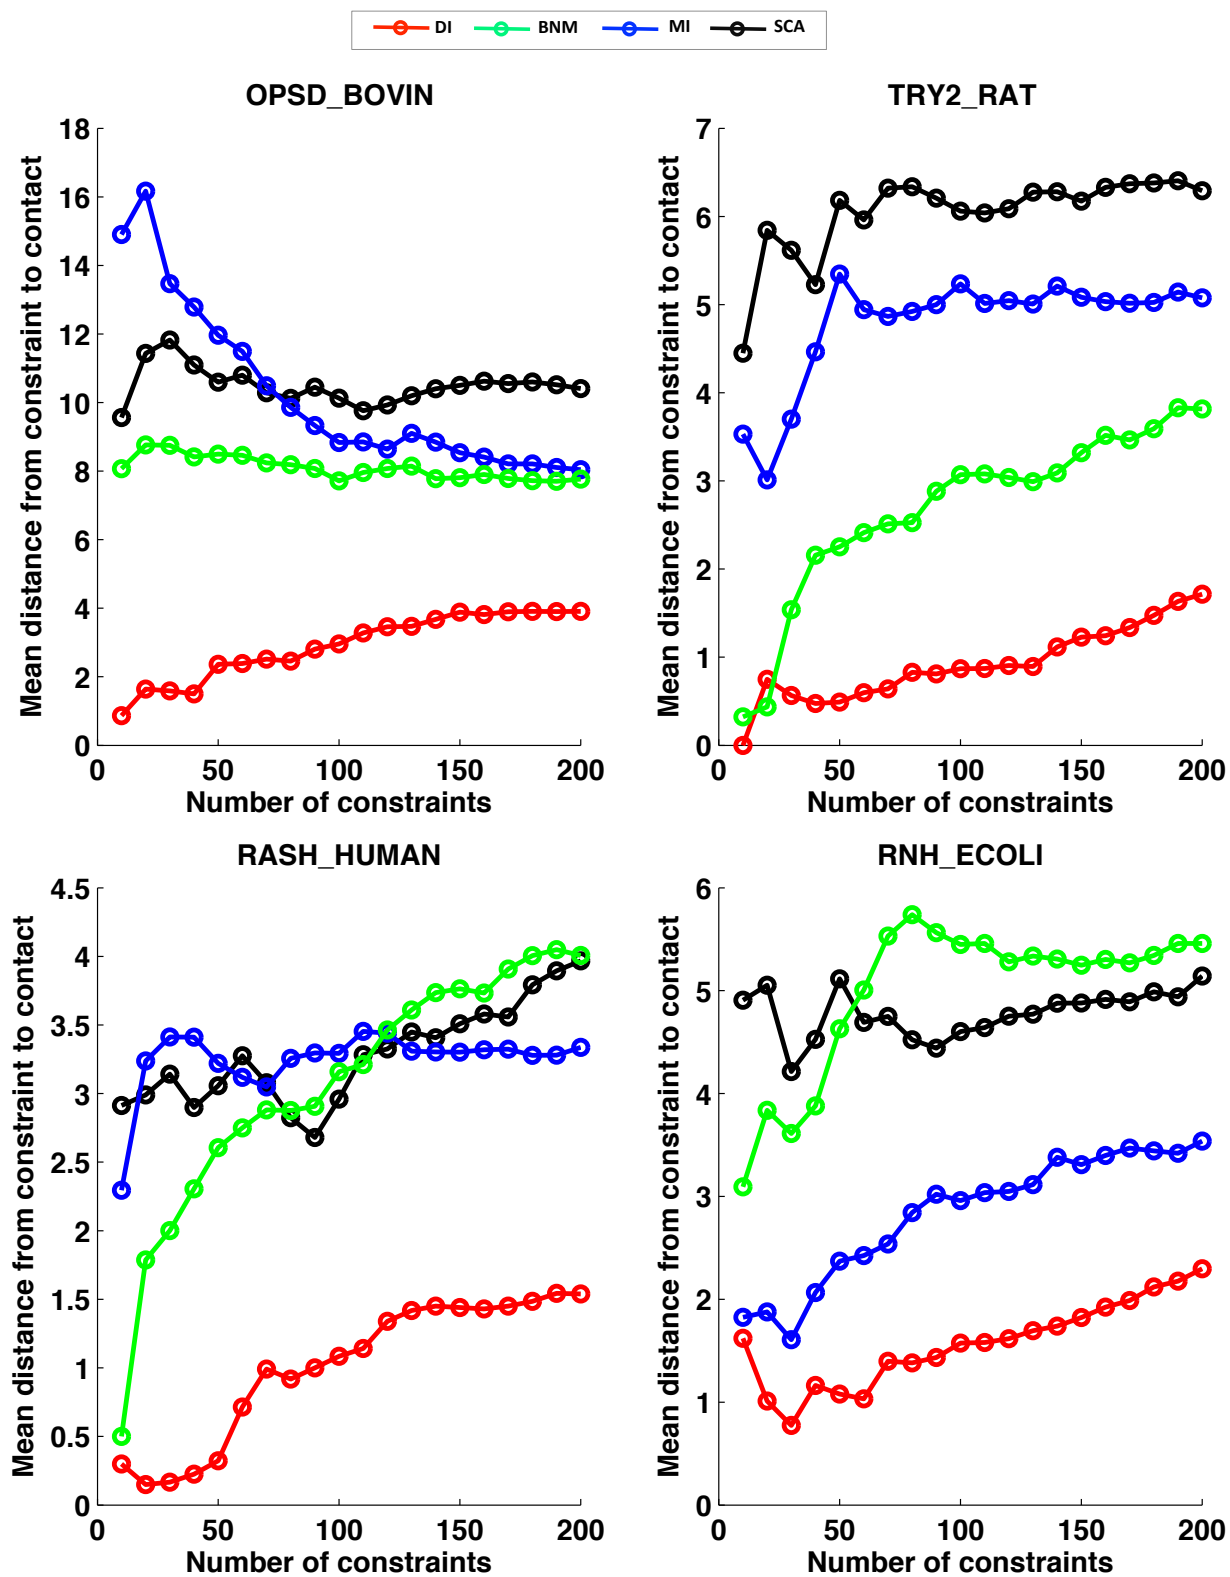 DI BNM MI SCA
OPSD_BOVIN
Mean distance from constraint to contact
18
16
14
12
10
8
6
4
2
0
0 50 100 150 200
Number of constraints
TRY2_RAT
Mean distance from constraint to contact
7
6
5
4
3
2
1
0
0 50 100 150 200
Number of constraints
RASH_HUMAN
Mean distance from constraint to contact
4.5
4
3.5
3
2.5
2
1.5
1
0.5
0
0 50 100 150 200
Number of constraints
RNH_ECOLI
Mean distance from constraint to contact
6
5
4
3
2
1
0
0 50 100 150 200
Number of constraints